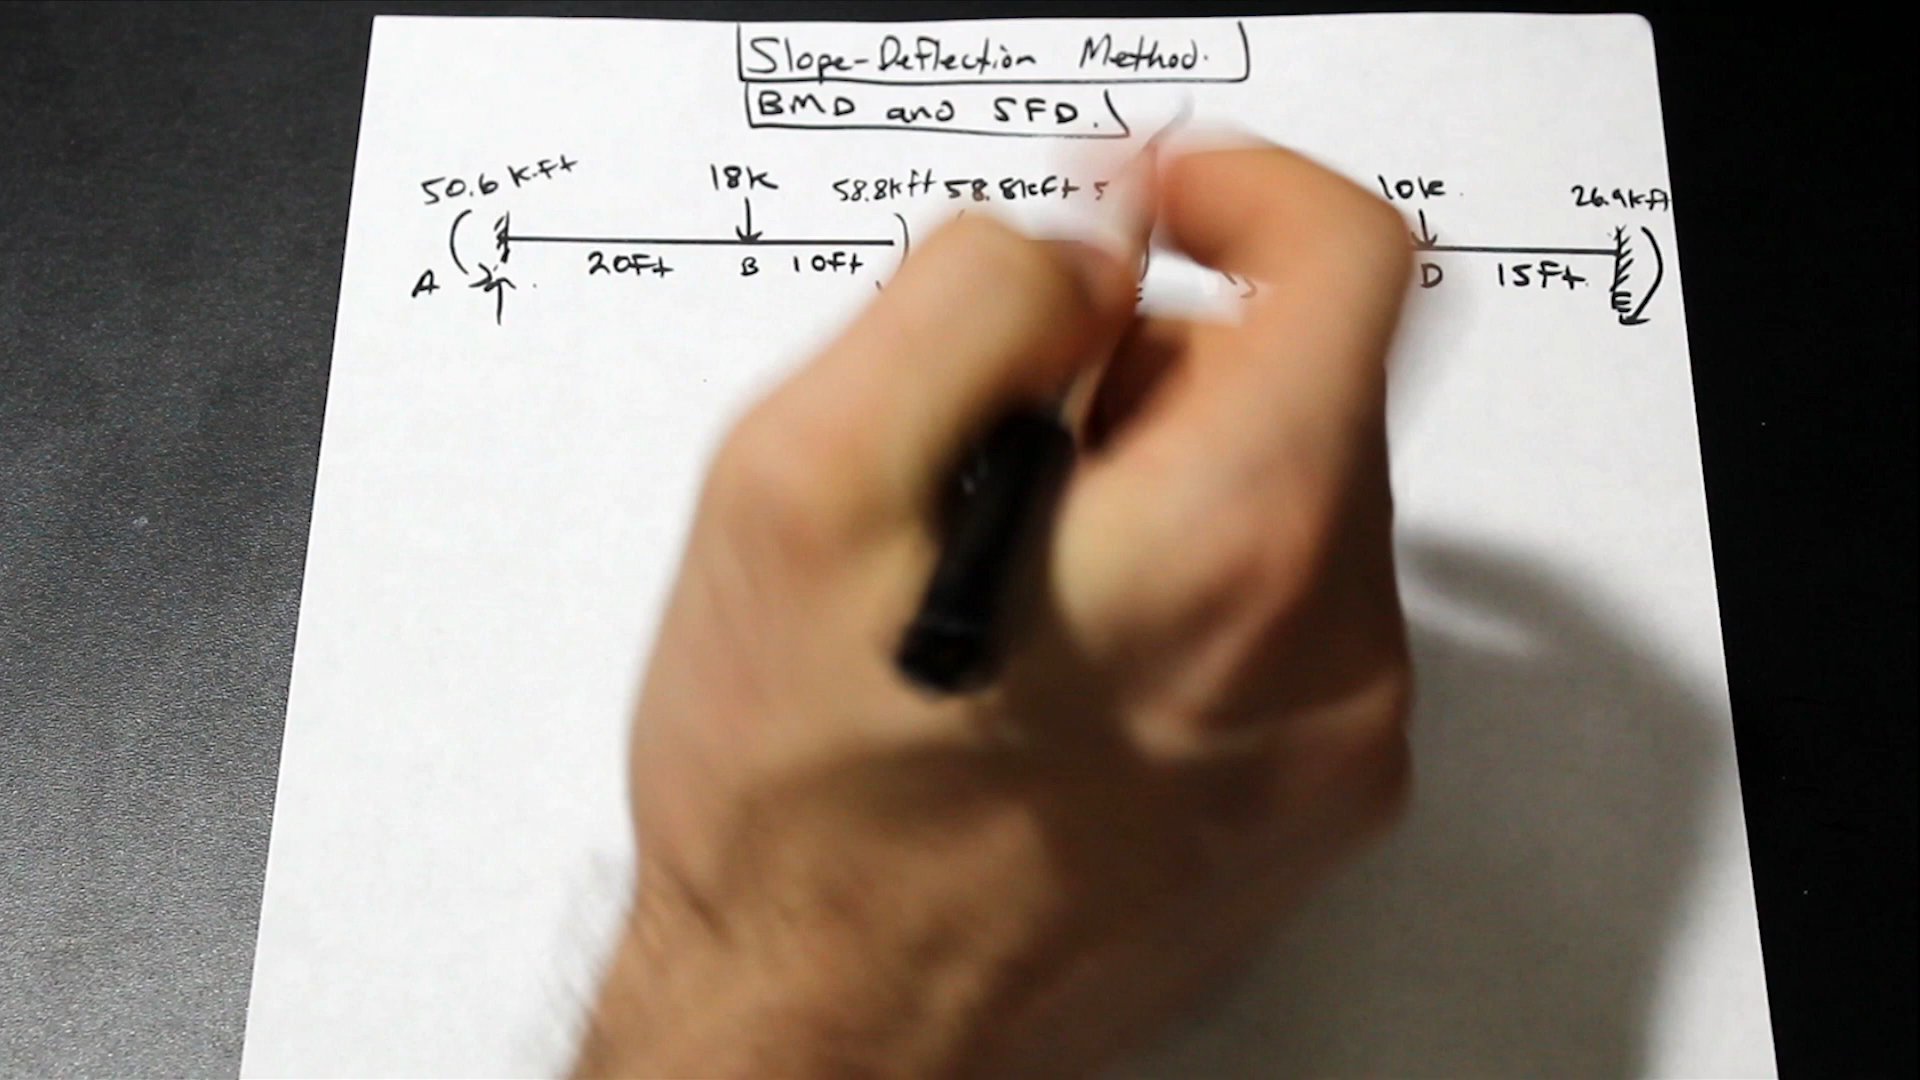 Slope-Deflection Method.
BMD and SFD.
50.6 k.ft 18k 58.8kft 58.8kft 5 10k. 26.9kft
A 20ft B 10ft D 15ft.